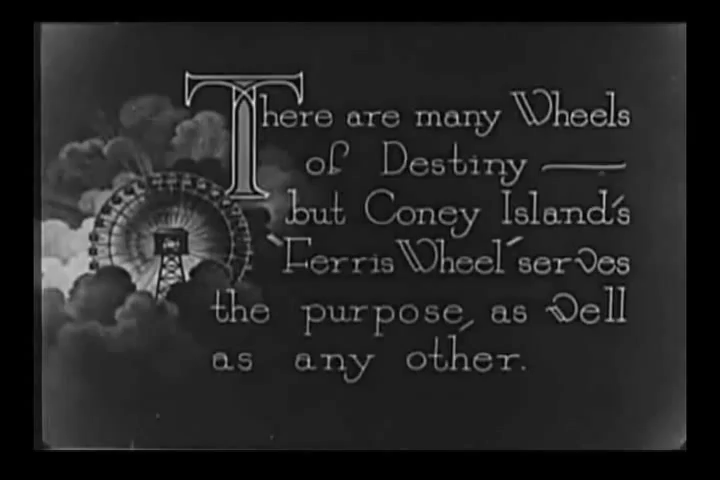 There are many Wheels
of Destiny —
but Coney Island's
"Ferris Wheel" serves
the purpose, as well
as any other.